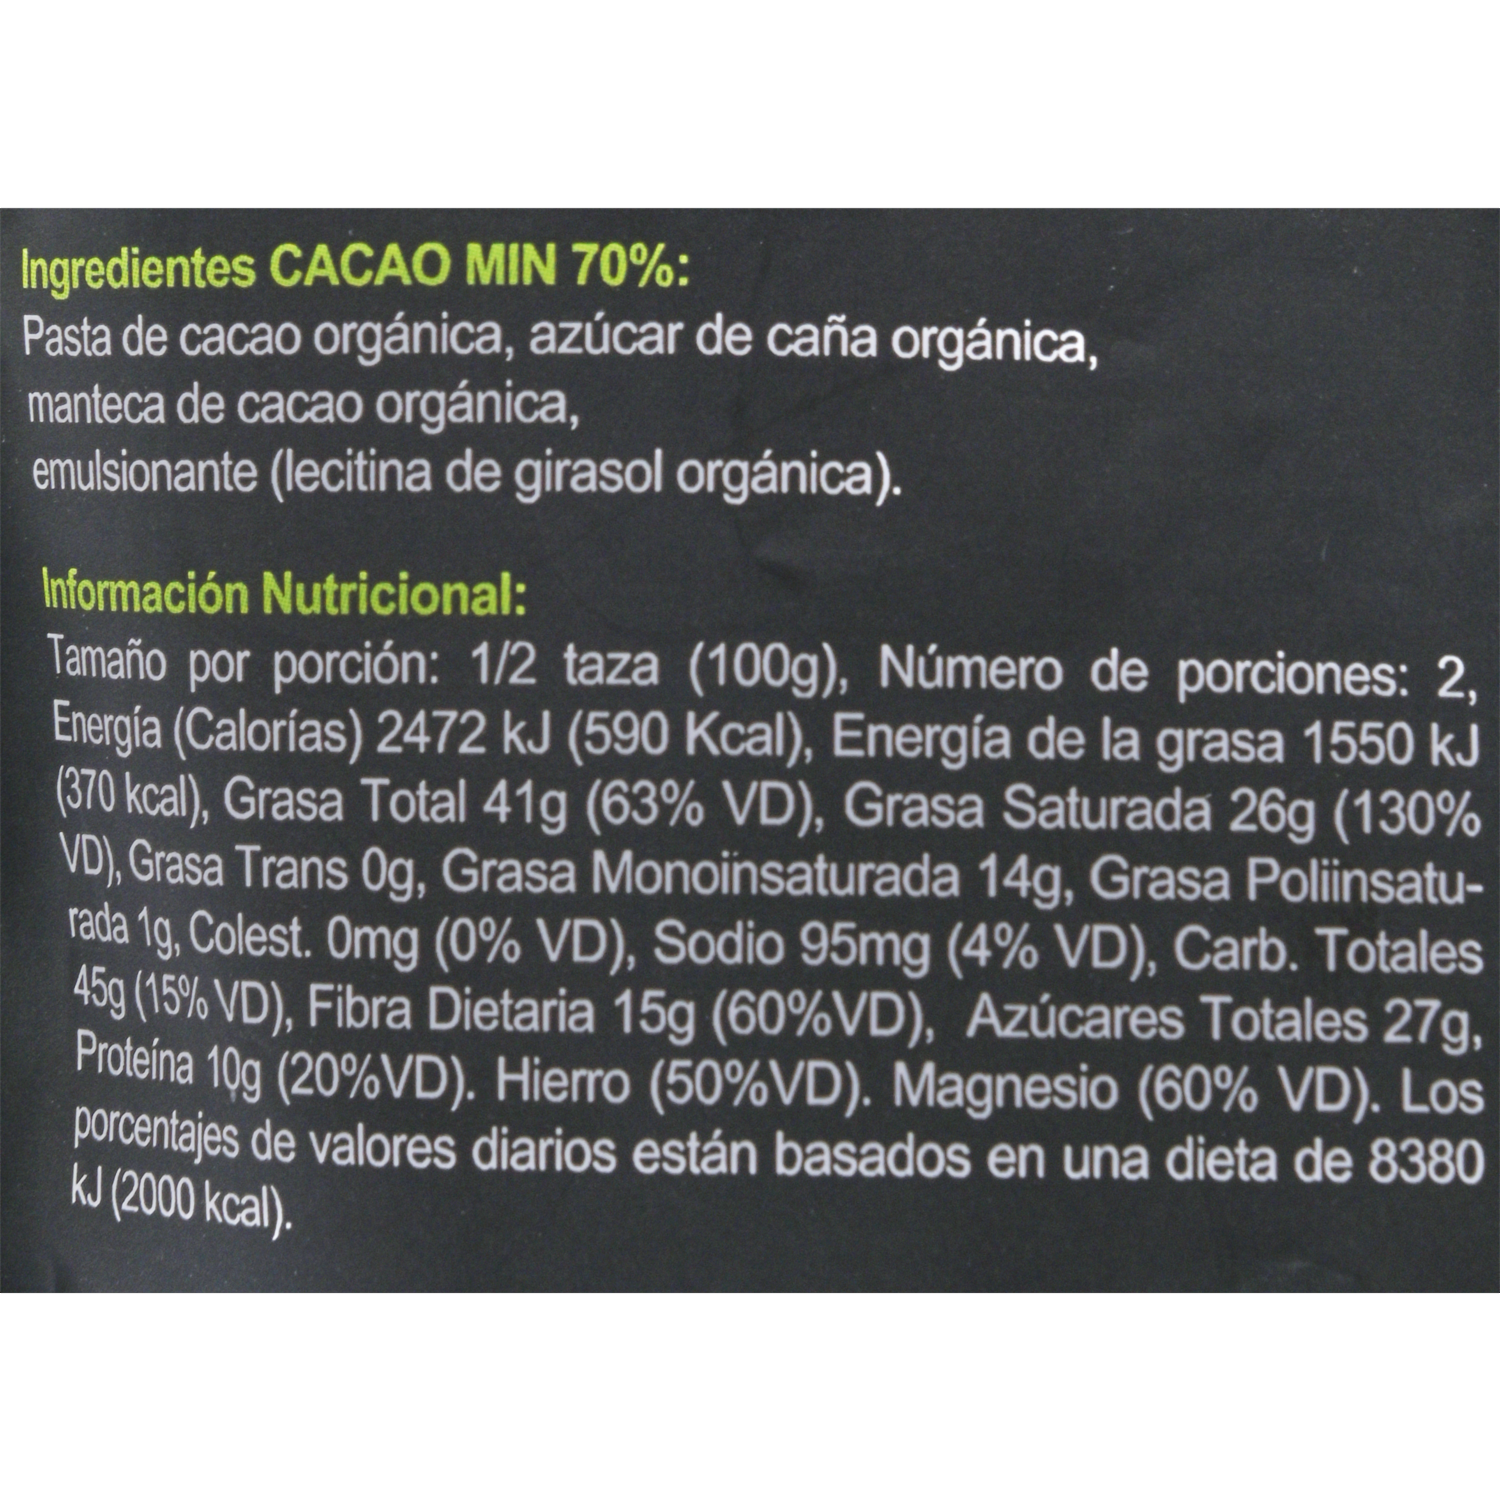 Ingredientes CACAO MIN 70%:
Pasta de cacao orgánica, azúcar de caña orgánica,
manteca de cacao orgánica,
emulsionante (lecitina de girasol orgánica).
Información Nutricional:
Tamaño por porción: 1/2 taza (100g), Número de porciones: 2,
Energía (Calorías) 2472 kJ (590 Kcal), Energía de la grasa 1550 kJ
(370 kcal), Grasa Total 41g (63% VD), Grasa Saturada 26g (130%
VD), Grasa Trans 0g, Grasa Monoinsaturada 14g, Grasa Poliinsatu-
rada 1g, Colest. 0mg (0% VD), Sodio 95mg (4% VD), Carb. Totales
45g (15% VD), Fibra Dietaria 15g (60%VD), Azúcares Totales 27g,
Proteína 10g (20%VD). Hierro (50%VD). Magnesio (60% VD). Los
porcentajes de valores diarios están basados en una dieta de 8380
kJ (2000 kcal).